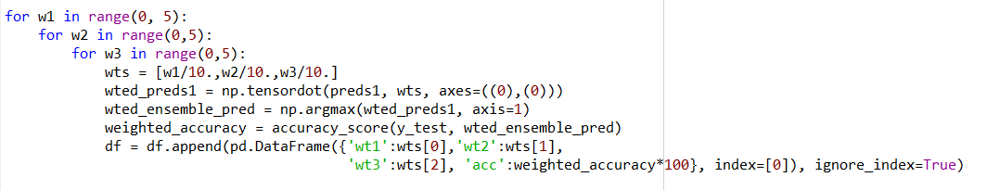 for w1 in range(0, 5):
    for w2 in range(0,5):
        for w3 in range(0,5):
            wts = [w1/10.,w2/10.,w3/10.]
            wted_preds1 = np.tensordot(preds1, wts, axes=((0),(0)))
            wted_ensemble_pred = np.argmax(wted_preds1, axis=1)
            weighted_accuracy = accuracy_score(y_test, wted_ensemble_pred)
            df = df.append(pd.DataFrame({'wt1':wts[0],'wt2':wts[1],
                                         'wt3':wts[2], 'acc':weighted_accuracy*100}, index=[0]), ignore_index=True)